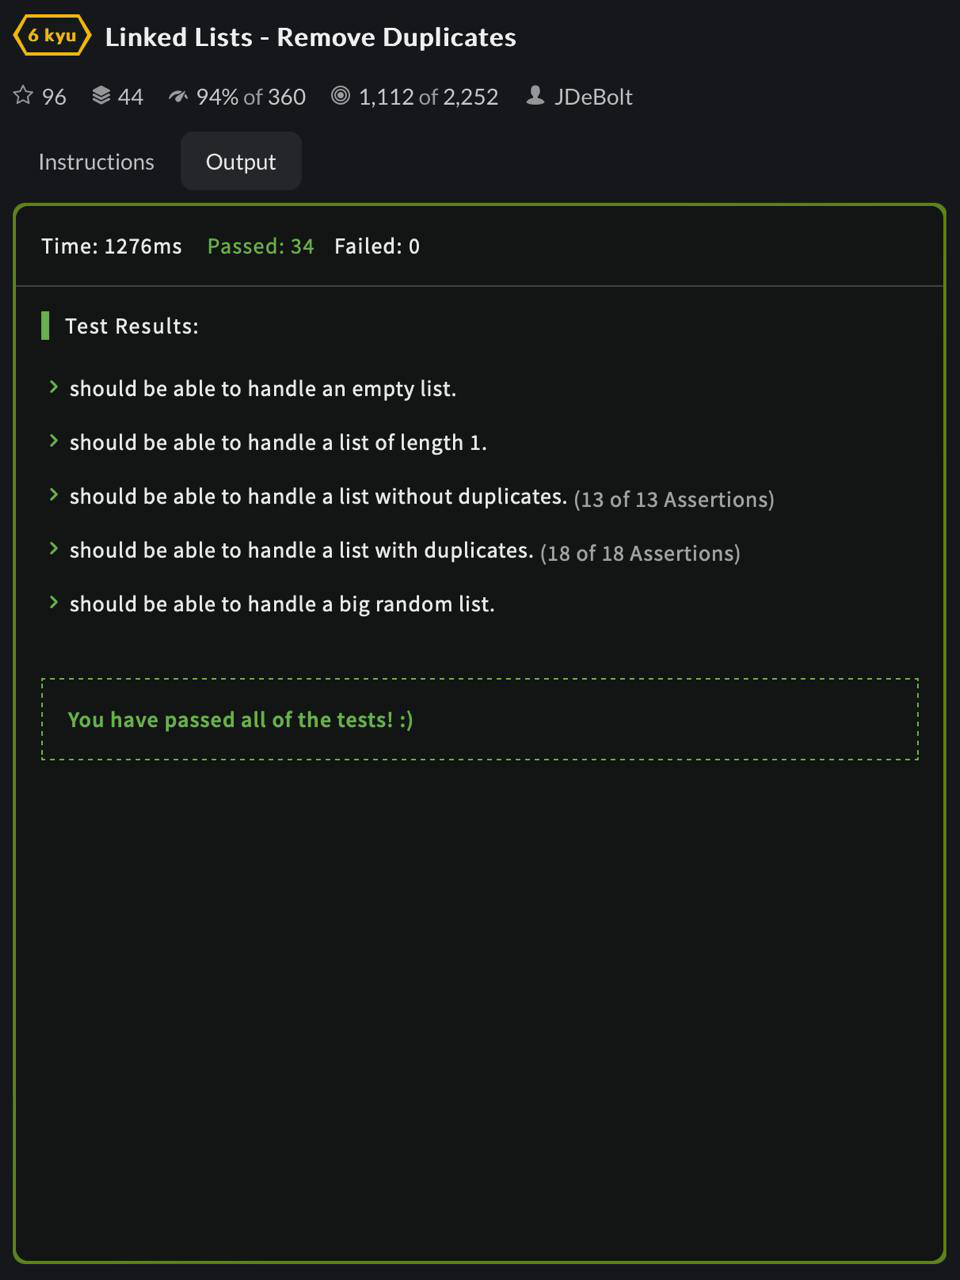 6 kyu Linked Lists - Remove Duplicates
96 44 94% of 360 1,112 of 2,252 JDeBolt
Instructions Output
Time: 1276ms Passed: 34 Failed: 0
Test Results:
should be able to handle an empty list.
should be able to handle a list of length 1.
should be able to handle a list without duplicates. (13 of 13 Assertions)
should be able to handle a list with duplicates. (18 of 18 Assertions)
should be able to handle a big random list.
You have passed all of the tests! :)